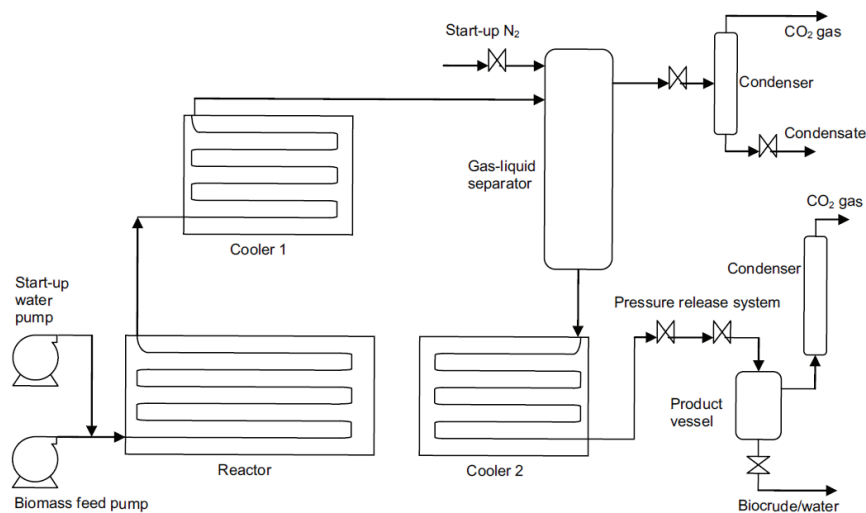 Start-up N₂
CO₂ gas
Condenser
Condensate
Gas-liquid
separator
CO₂ gas
Cooler 1
Condenser
Start-up
water
pump
Pressure release system
Product
vessel
Reactor
Cooler 2
Biomass feed pump
Biocrude/water